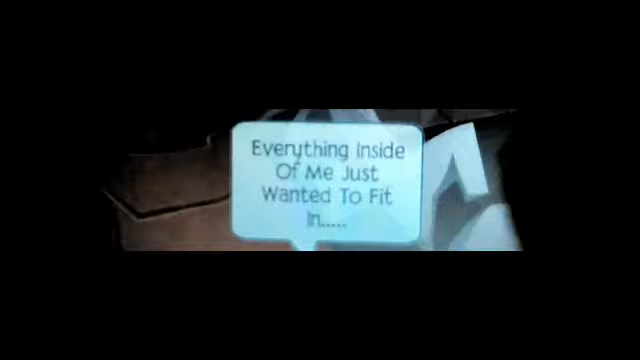 Everything Inside
Of Me Just
Wanted To Fit
In.....